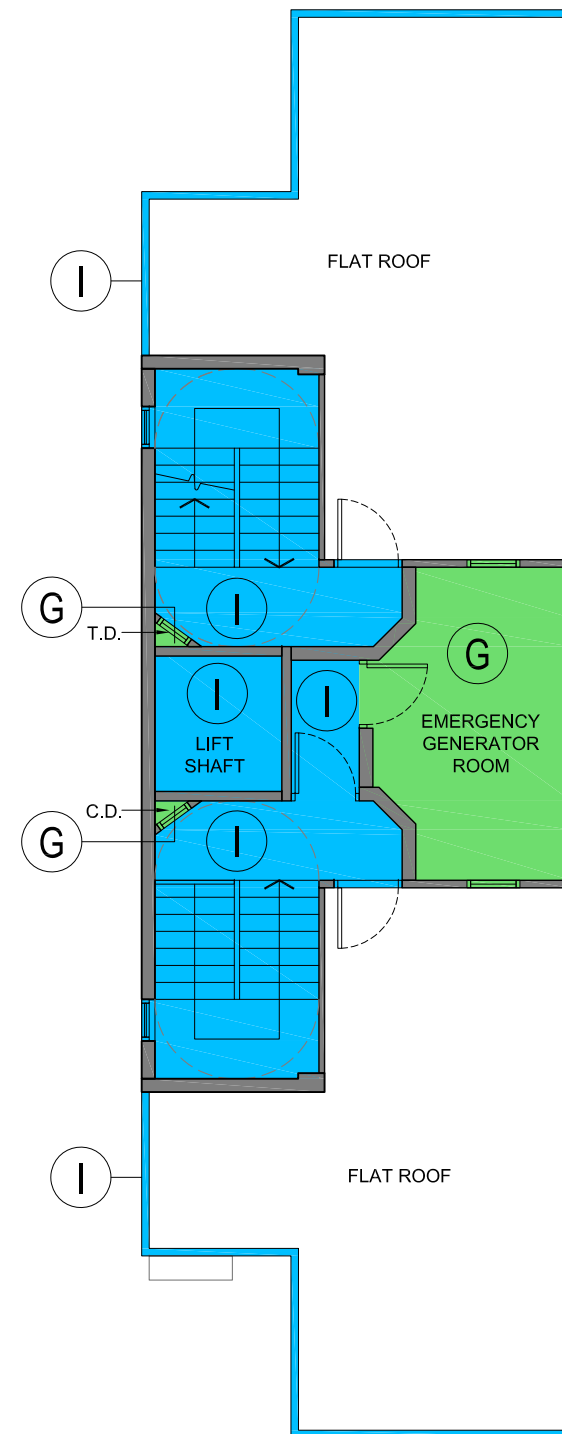 FLAT ROOF
I
G
I
T.D.
G
I
I
LIFT
SHAFT
EMERGENCY
GENERATOR
ROOM
C.D.
G
I
I
FLAT ROOF